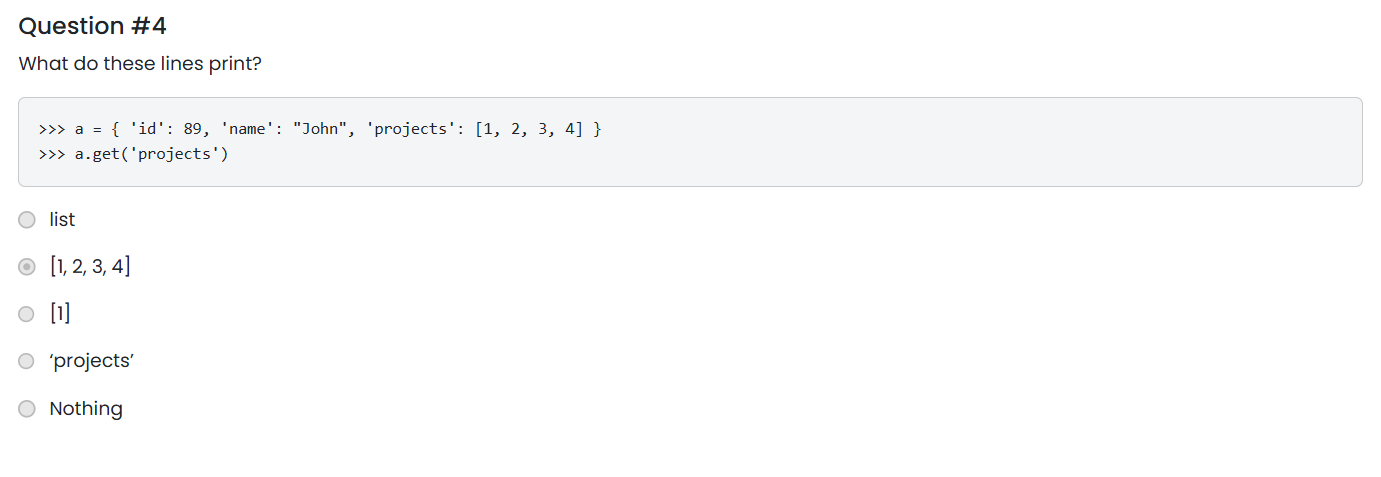 Question #4
What do these lines print?
>>> a = { 'id': 89, 'name': "John", 'projects': [1, 2, 3, 4] }
>>> a.get('projects')
list
[1, 2, 3, 4]
[1]
‘projects’
Nothing